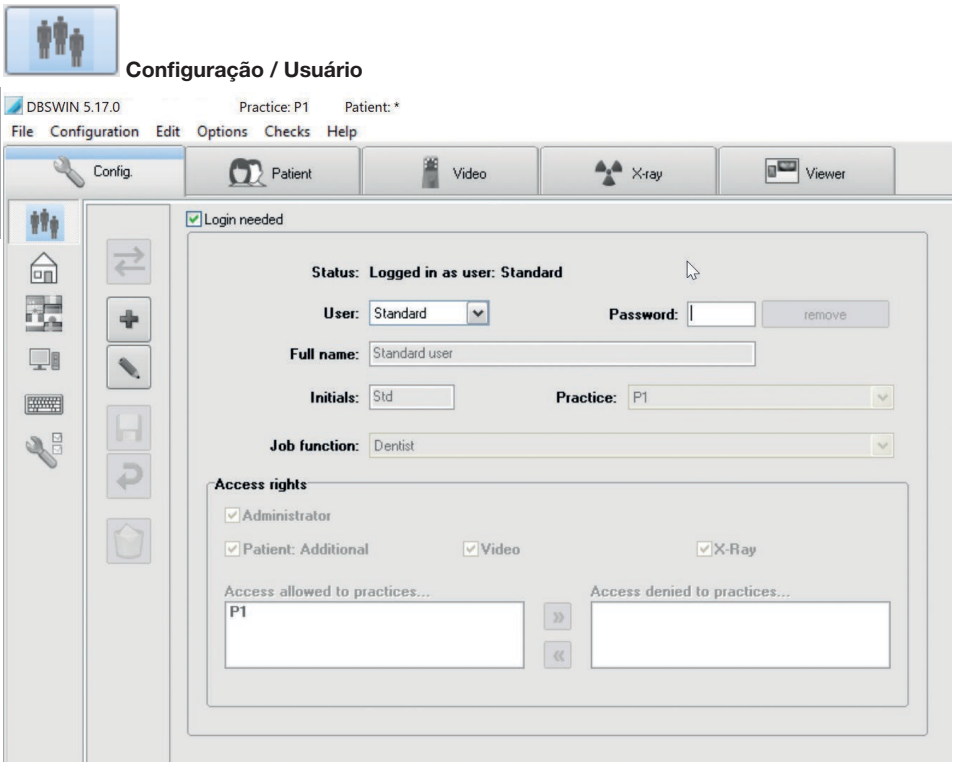 Configuração / Usuário
DBSWIN 5.17.0 Practice: P1 Patient: *
File Configuration Edit Options Checks Help
Config. Patient Video X-ray Viewer
Login needed
Status: Logged in as user: Standard
User: Standard Password: remove
Full name: Standard user
Initials: Std Practice: P1
Job function: Dentist
Access rights
Administrator
Patient: Additional Video X-Ray
Access allowed to practices... Access denied to practices...
P1